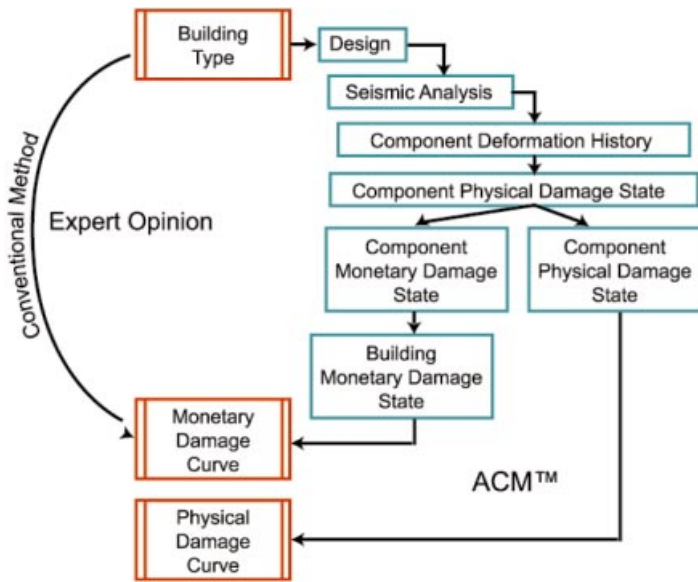 Building
Type
Design
Seismic Analysis
Component Deformation History
Component Physical Damage State
Conventional Method
Expert Opinion
Component
Monetary Damage
State
Component
Physical Damage
State
Building
Monetary Damage
State
Monetary
Damage
Curve
ACM™
Physical
Damage
Curve